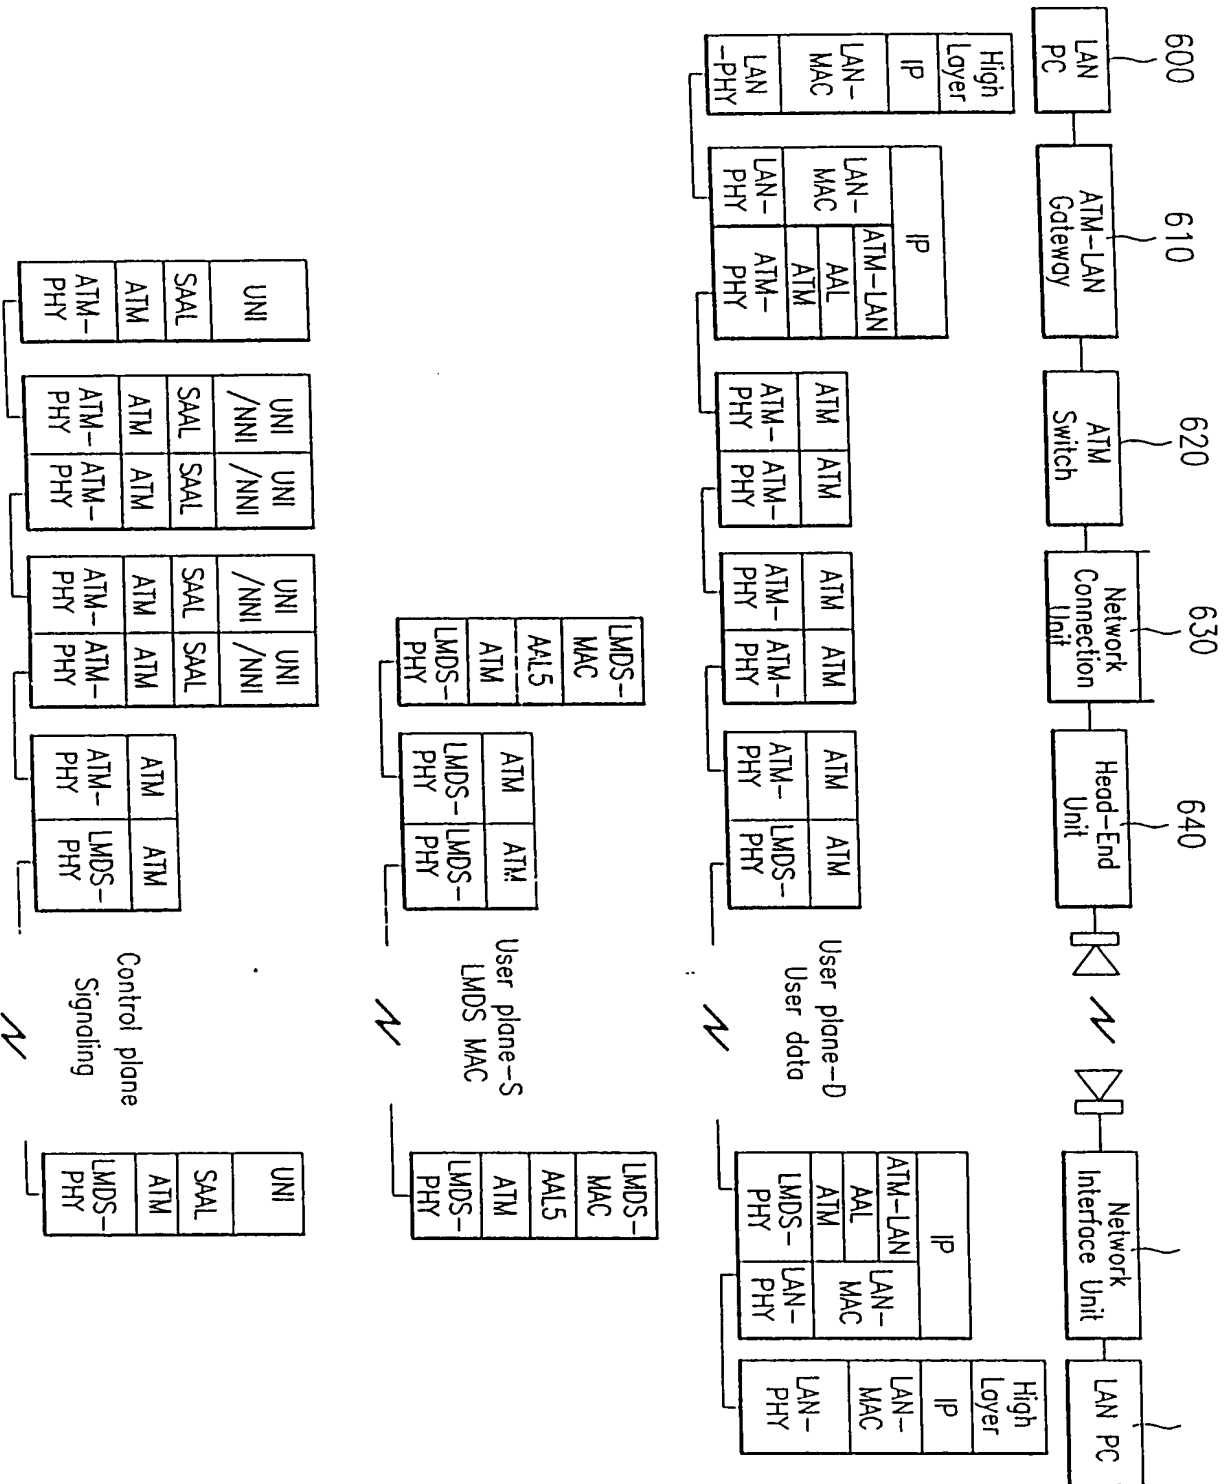 600
610
620
630
640
LAN
PC
ATM-LAN
Gateway
ATM
Switch
Network
Connection
Unit
Head-End
Unit
Network
Interface Unit
LAN PC
High
Layer
IP
LAN-
MAC
LAN
-PHY
IP
LAN-
MAC
LAN-
PHY
ATM-LAN
AAL
ATM
ATM-
PHY
ATM
ATM-
PHY
ATM
ATM-
PHY
ATM
ATM-
PHY
ATM
ATM-
PHY
ATM
ATM-
PHY
ATM
LMDS-
PHY
User plane-D
User data
IP
ATM-LAN
AAL
ATM
LMDS-
PHY
LAN-
MAC
LAN-
PHY
High
Layer
IP
LAN-
MAC
LAN-
PHY
LMDS-
MAC
AAL5
ATM
LMDS-
PHY
ATM
LMDS-
PHY
ATM
LMDS-
PHY
User plane-S
LMDS MAC
LMDS-
MAC
AAL5
ATM
LMDS-
PHY
UNI
SAAL
ATM
ATM-
PHY
UNI
/NNI
SAAL
ATM
ATM-
PHY
UNI
/NNI
SAAL
ATM
ATM-
PHY
UNI
/NNI
SAAL
ATM
ATM-
PHY
UNI
/NNI
SAAL
ATM
ATM-
PHY
ATM
ATM-
PHY
ATM
LMDS-
PHY
Control plane
Signaling
UNI
SAAL
ATM
LMDS-
PHY